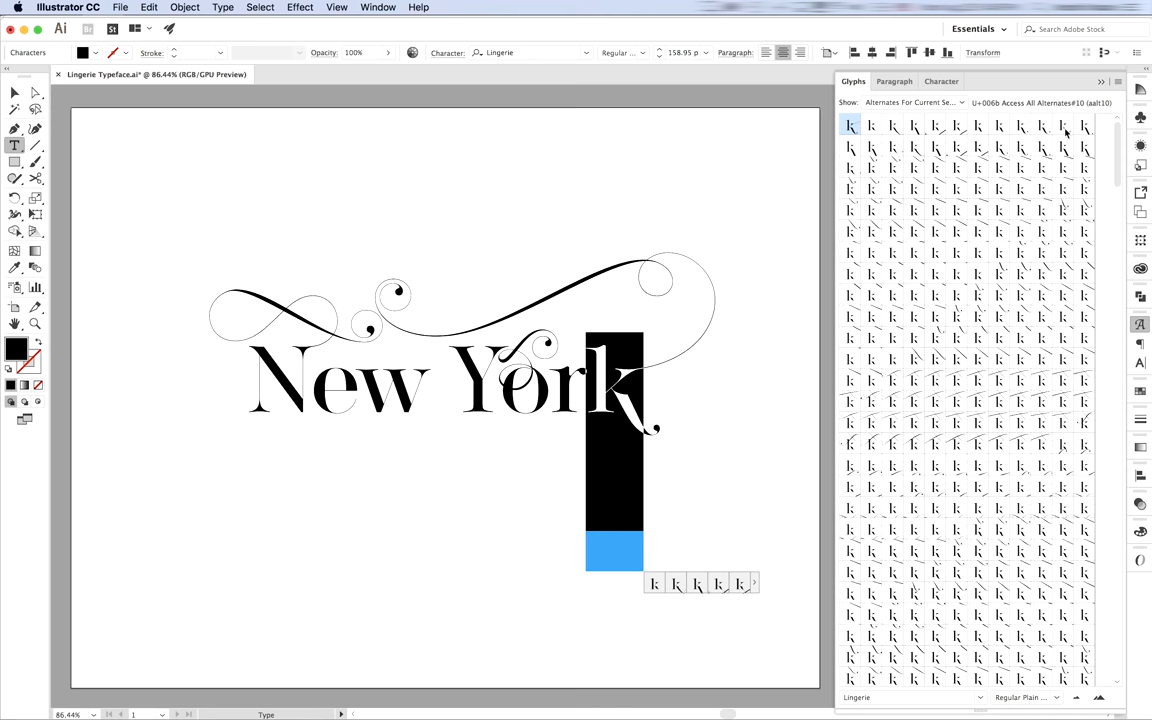 Illustrator CC File Edit Object Type Select Effect View Window Help
Ai Br St Essentials Search Adobe Stock
Characters Stroke: Opacity: 100% Character: Lingerie Regular ... 158.95 p Paragraph: Transform
× Lingerie Typeface.ai* @ 86.44% (RGB/GPU Preview)
Glyphs Paragraph Character
Show: Alternates For Current Se... U+006b Access All Alternates#10 (aalt10)
New York
k k k k k
Lingerie Regular Plain ...
86.44% 1 Type